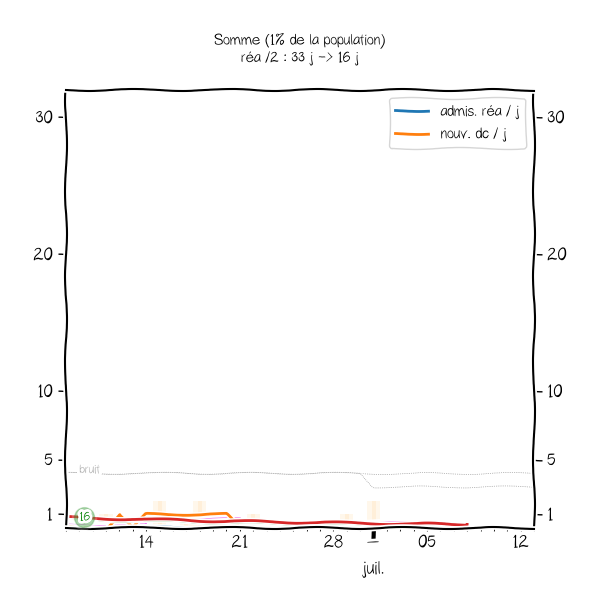 Somme (1% de la population)
réa /2 : 33 j -> 16 j
admis. réa / j
nouv. dc / j
30
30
20
20
10
10
5
5
bruit
1
1
16
14
21
28
05
12
juil.